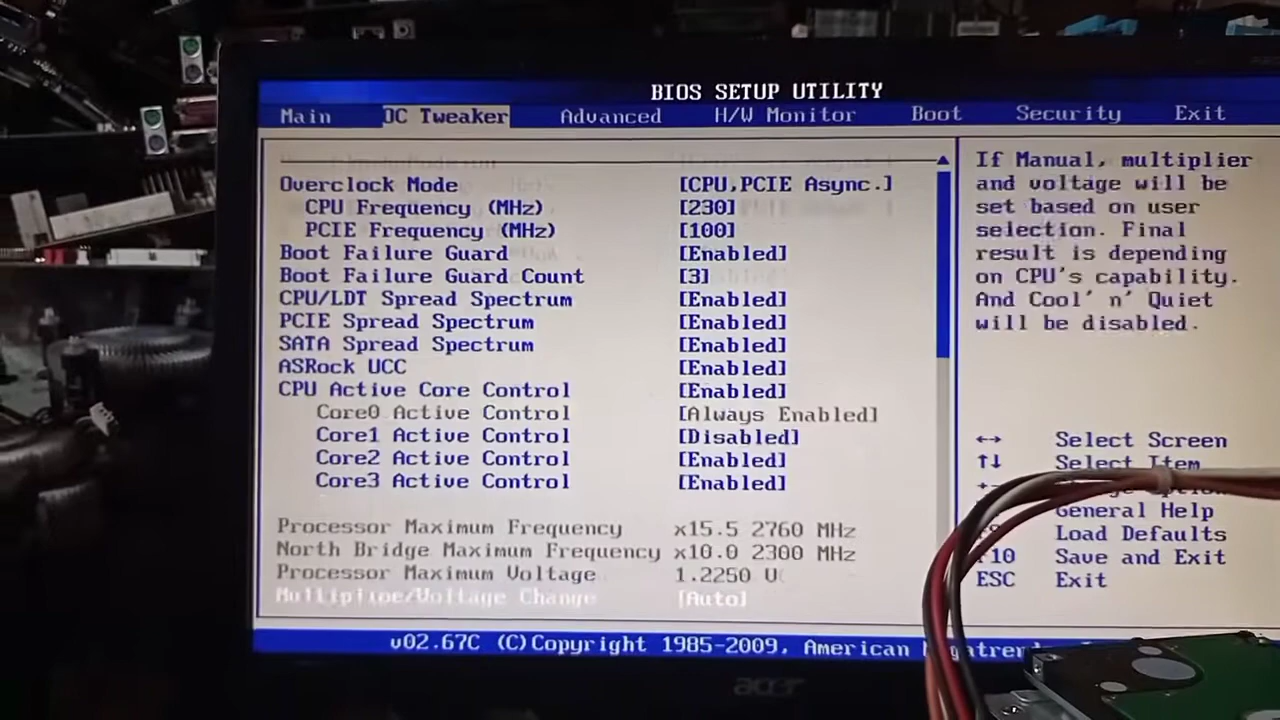 BIOS SETUP UTILITY
Main OC Tweaker Advanced H/W Monitor Boot Security Exit
Overclock Mode [CPU,PCIE Async.]
CPU Frequency (MHz) [230]
PCIE Frequency (MHz) [100]
Boot Failure Guard [Enabled]
Boot Failure Guard Count [3]
CPU/LDT Spread Spectrum [Enabled]
PCIE Spread Spectrum [Enabled]
SATA Spread Spectrum [Enabled]
ASRock UCC [Enabled]
CPU Active Core Control [Enabled]
Core0 Active Control [Always Enabled]
Core1 Active Control [Disabled]
Core2 Active Control [Enabled]
Core3 Active Control [Enabled]
Processor Maximum Frequency x15.5 2760 MHz
North Bridge Maximum Frequency x10.0 2300 MHz
Processor Maximum Voltage 1.2250 V
Multiplier/Voltage Change [Auto]
If Manual, multiplier
and voltage will be
set based on user
selection. Final
result is depending
on CPU's capability.
And Cool'n'Quiet
will be disabled.
↔ Select Screen
↑↓ Select Item
General Help
Load Defaults
F10 Save and Exit
ESC Exit
v02.67C (C)Copyright 1985-2009, American
acer